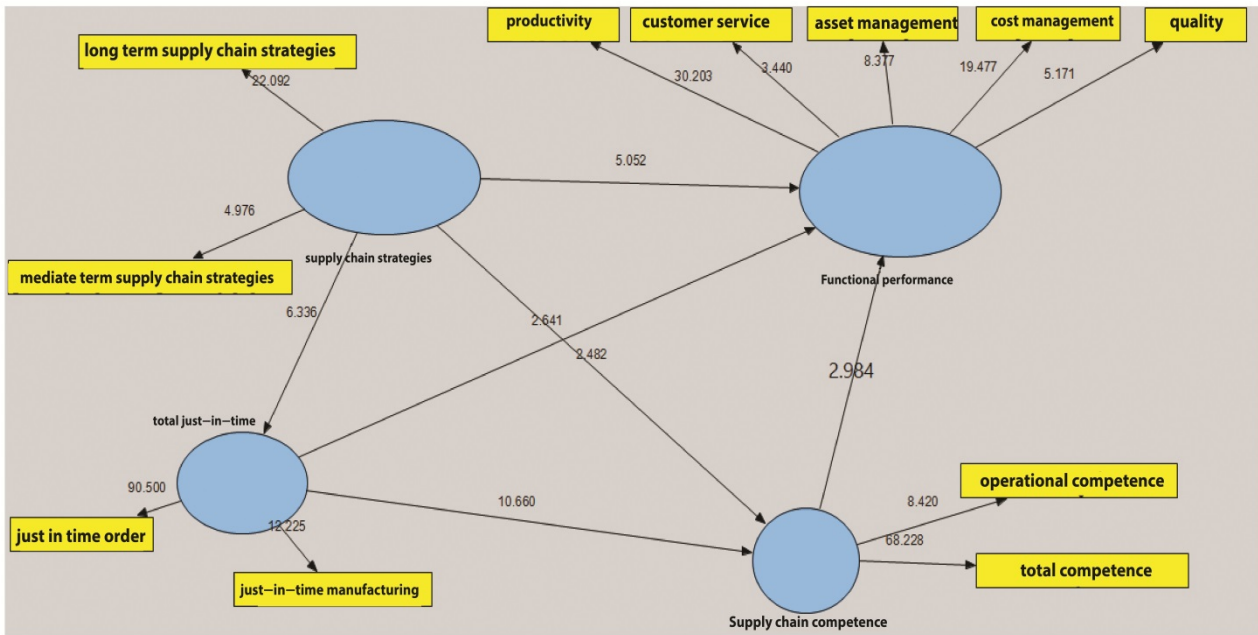 productivity
customer service
asset management
cost management
quality
long term supply chain strategies
22.092
30.203
3.440
8.377
19.477
5.171
5.052
4.976
supply chain strategies
mediate term supply chain strategies
Functional performance
6.336
2.641
2.482
2.984
total just-in-time
90.500
10.660
12.225
just in time order
just-in-time manufacturing
operational competence
8.420
68.228
total competence
Supply chain competence